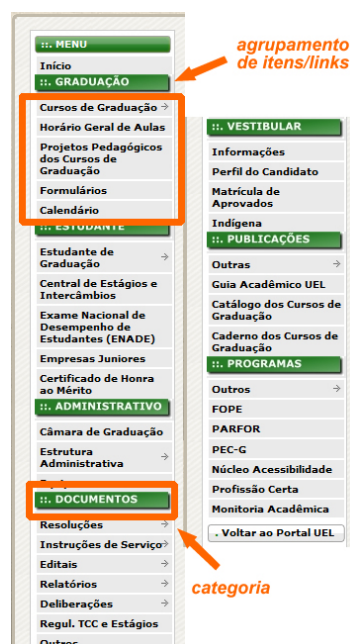 ::. MENU
Início
::. GRADUAÇÃO
Cursos de Graduação
Horário Geral de Aulas
Projetos Pedagógicos
dos Cursos de
Graduação
Formulários
Calendário
::. ESTUDANTE
Estudante de
Graduação
Central de Estágios e
Intercâmbios
Exame Nacional de
Desempenho de
Estudantes (ENADE)
Empresas Juniores
Certificado de Honra
ao Mérito
::. ADMINISTRATIVO
Câmara de Graduação
Estrutura
Administrativa
::. DOCUMENTOS
Resoluções
Instruções de Serviço
Editais
Relatórios
Deliberações
Regul. TCC e Estágios
Outros
agrupamento
de itens/links
::. VESTIBULAR
Informações
Perfil do Candidato
Matrícula de
Aprovados
Indígena
::. PUBLICAÇÕES
Outras
Guia Acadêmico UEL
Catálogo dos Cursos de
Graduação
Caderno dos Cursos de
Graduação
::. PROGRAMAS
Outros
FOPE
PARFOR
PEC-G
Núcleo Acessibilidade
Profissão Certa
Monitoria Acadêmica
. Voltar ao Portal UEL
categoria